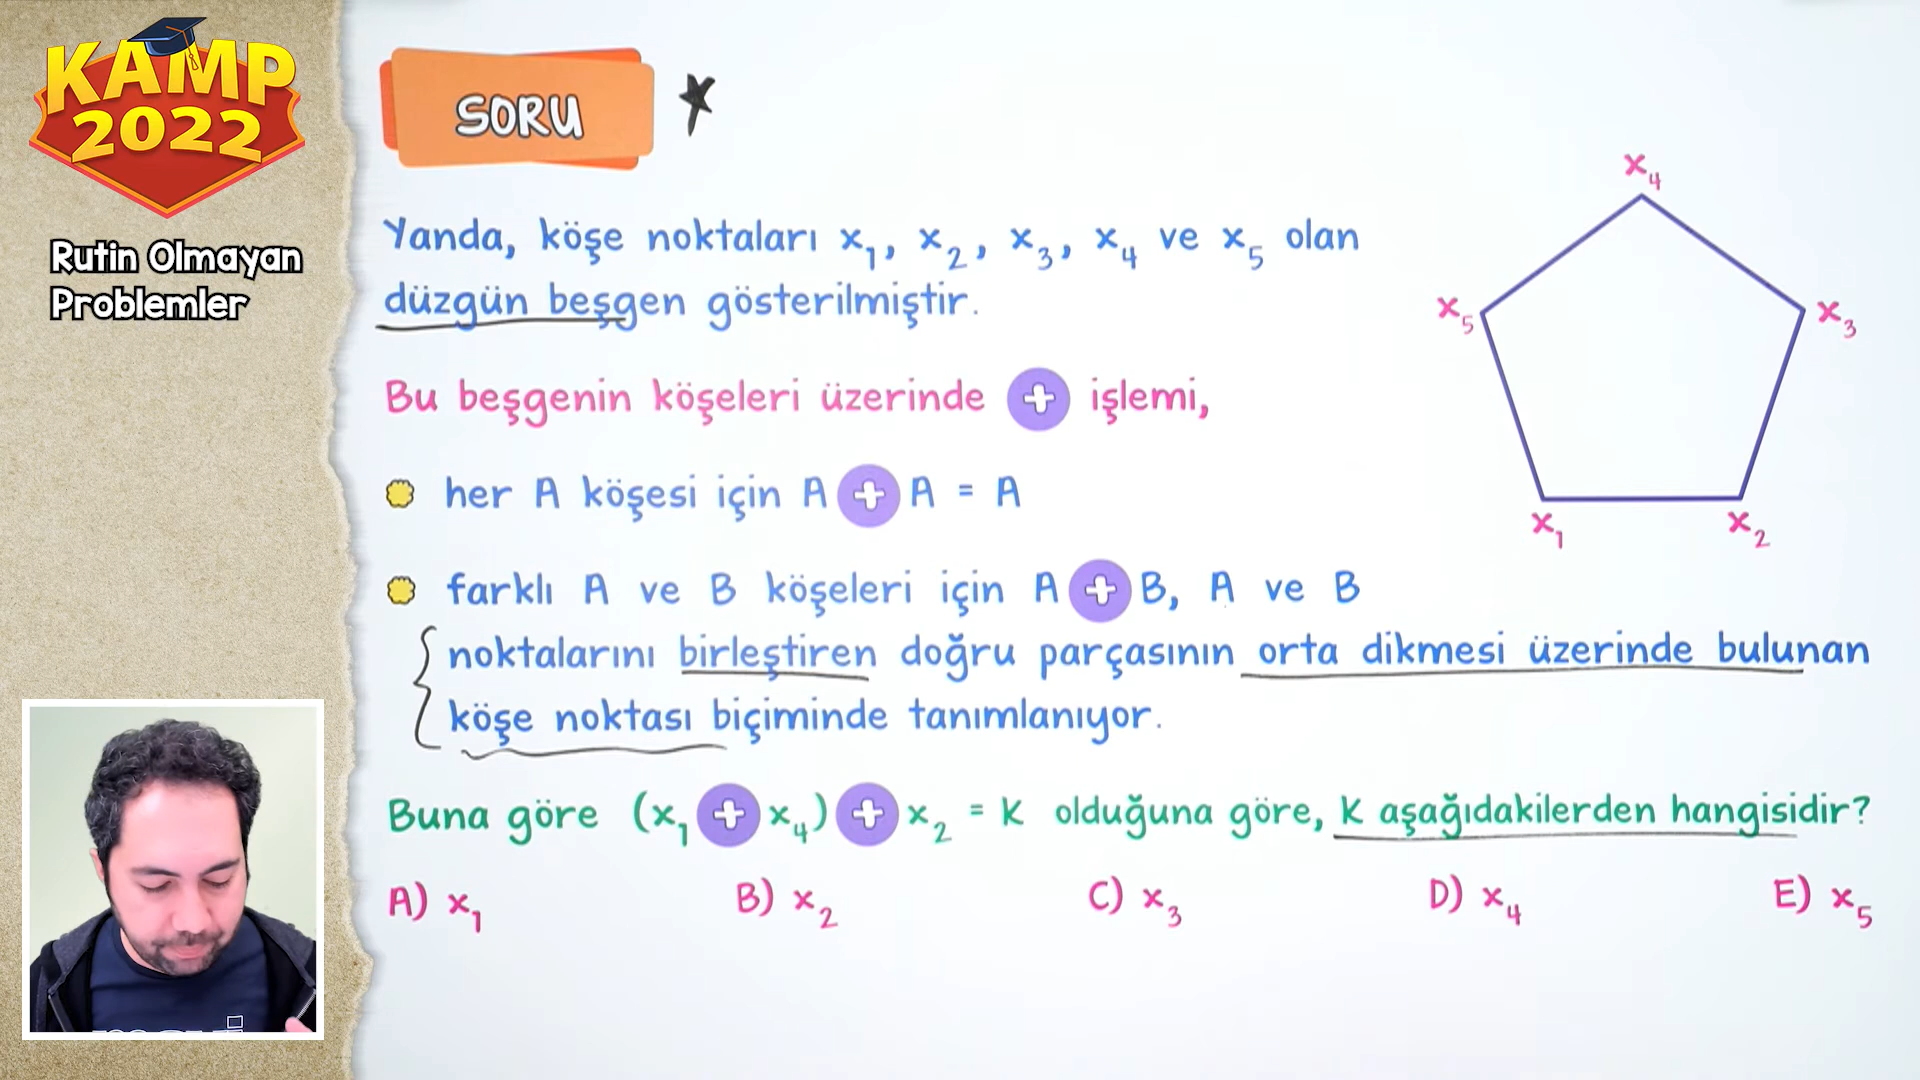 KAMP
2022
Rutin Olmayan
Problemler
SORU
Yanda, köşe noktaları x₁, x₂, x₃, x₄ ve x₅ olan
düzgün beşgen gösterilmiştir.
Bu beşgenin köşeleri üzerinde + işlemi,
her A köşesi için A + A = A
farklı A ve B köşeleri için A + B, A ve B
noktalarını birleştiren doğru parçasının orta dikmesi üzerinde bulunan
köşe noktası biçiminde tanımlanıyor.
Buna göre (x₁ + x₄) + x₂ = K olduğuna göre, K aşağıdakilerden hangisidir?
A) x₁ B) x₂ C) x₃ D) x₄ E) x₅
x₄
x₅ x₃
x₁ x₂